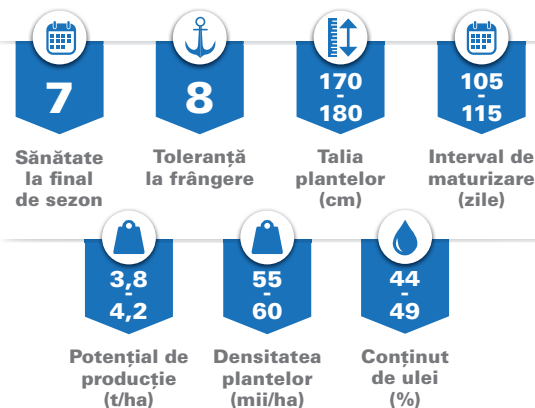 7
8
170
-
180
105
-
115
Sănătate
la final
de sezon
Toleranță
la frângere
Talia
plantelor
(cm)
Interval de
maturizare
(zile)
3,8
-
4,2
55
-
60
44
-
49
Potențial de
producție
(t/ha)
Densitatea
plantelor
(mii/ha)
Conținut
de ulei
(%)